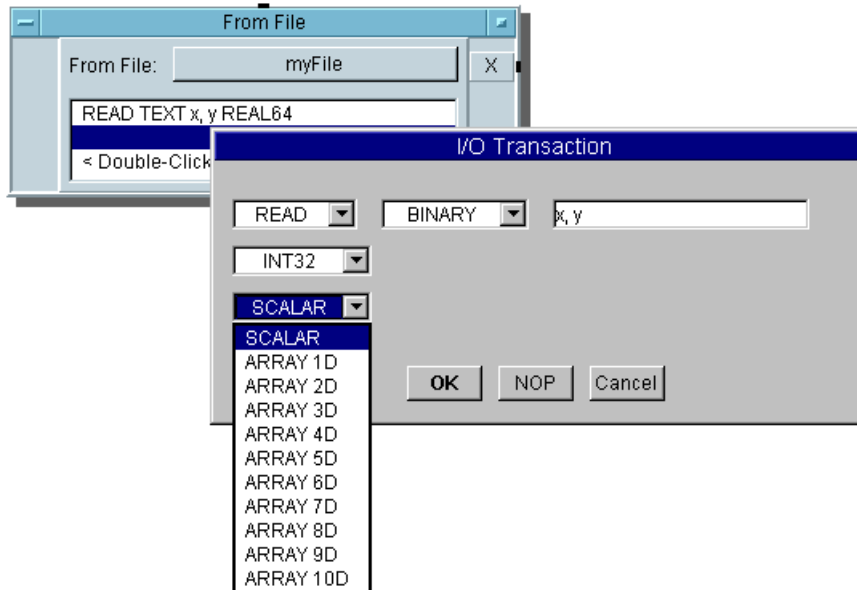 From File
From File: myFile X
READ TEXT x, y REAL64
< Double-Click
I/O Transaction
READ BINARY x, y
INT32
SCALAR
SCALAR
ARRAY 1D
ARRAY 2D
OK NOP Cancel
ARRAY 3D
ARRAY 4D
ARRAY 5D
ARRAY 6D
ARRAY 7D
ARRAY 8D
ARRAY 9D
ARRAY 10D